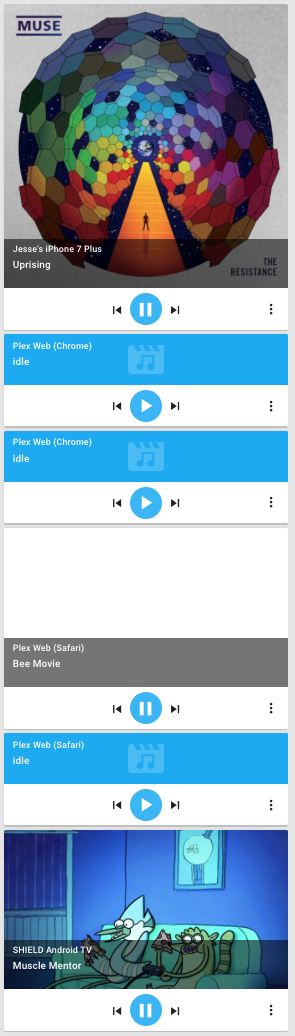 MUSE
THE
RESISTANCE
Jesse's iPhone 7 Plus
Uprising
Plex Web (Chrome)
idle
Plex Web (Chrome)
idle
Plex Web (Safari)
Bee Movie
Plex Web (Safari)
idle
SHIELD Android TV
Muscle Mentor